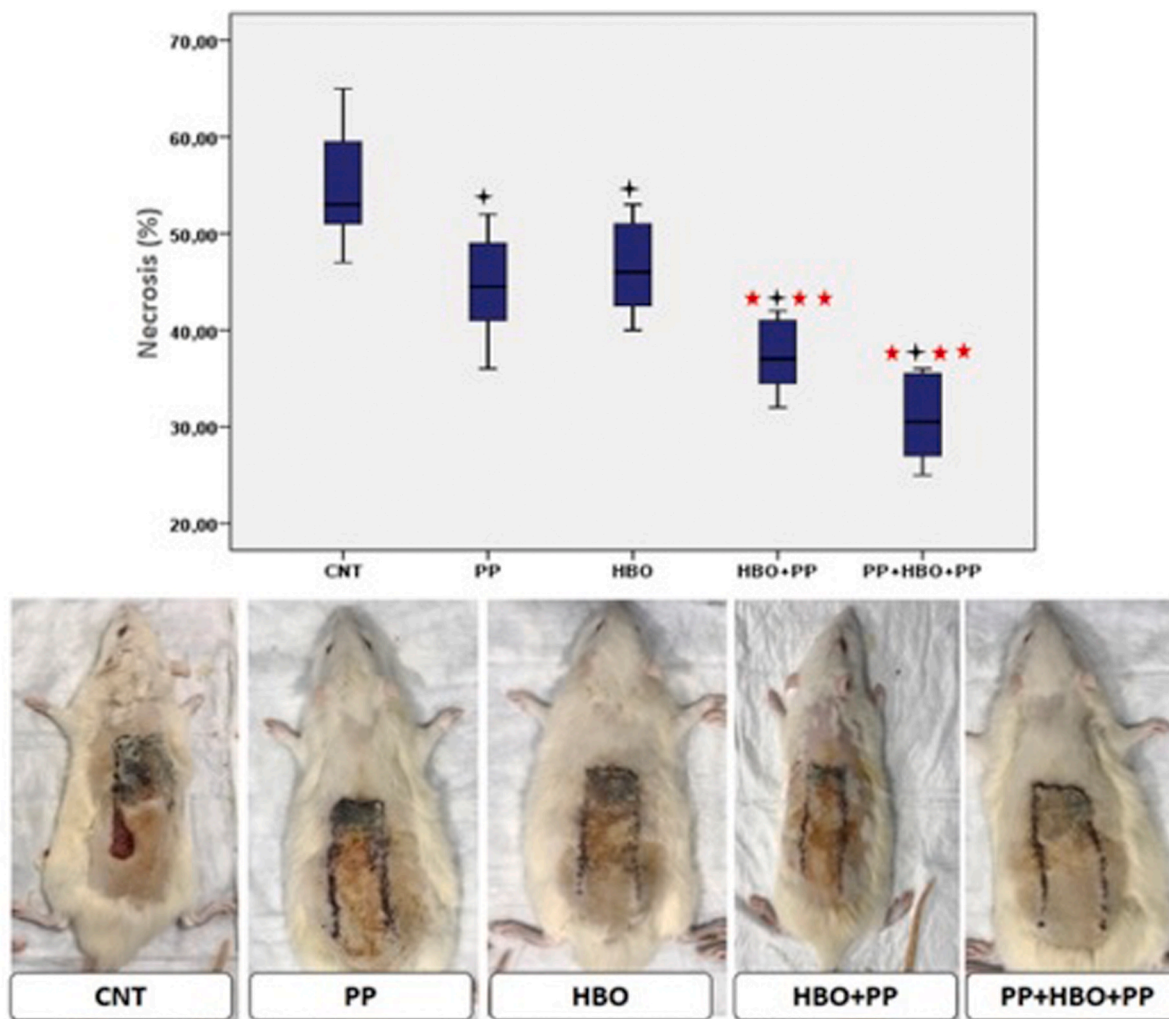 Necrosis (%)
70,00
60,00
50,00
40,00
30,00
20,00
CNT PP HBO HBO+PP PP+HBO+PP
CNT PP HBO HBO+PP PP+HBO+PP